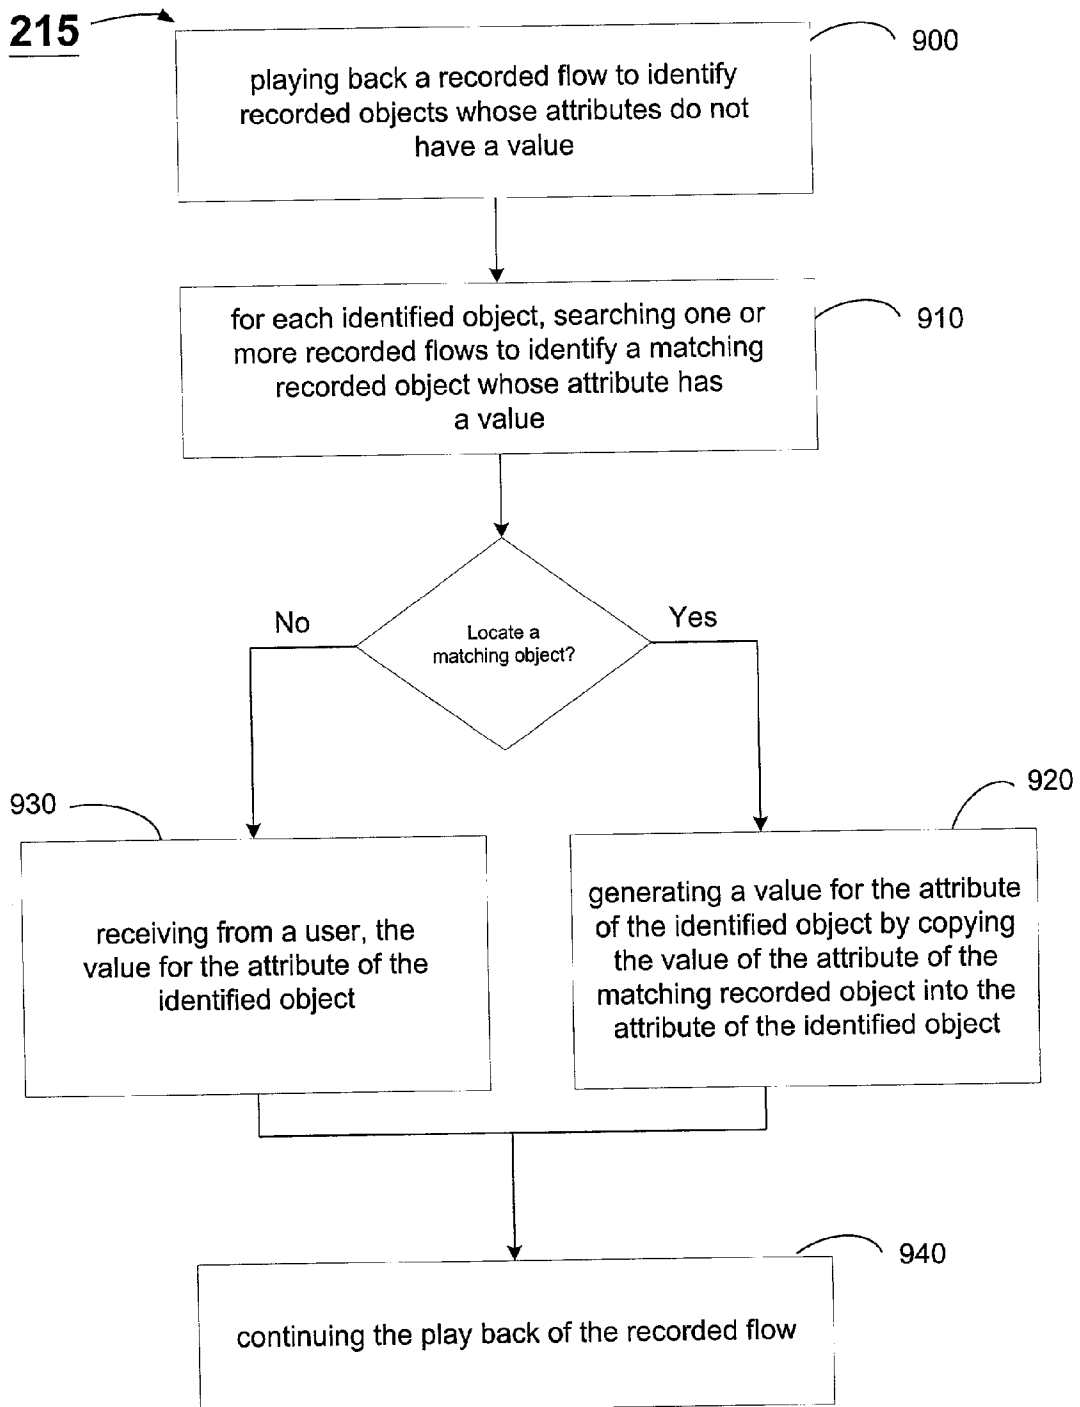 215
900
playing back a recorded flow to identify
recorded objects whose attributes do not
have a value
910
for each identified object, searching one or
more recorded flows to identify a matching
recorded object whose attribute has
a value
No
Yes
Locate a
matching object?
930
920
receiving from a user, the
value for the attribute of the
identified object
generating a value for the attribute
of the identified object by copying
the value of the attribute of the
matching recorded object into the
attribute of the identified object
940
continuing the play back of the recorded flow